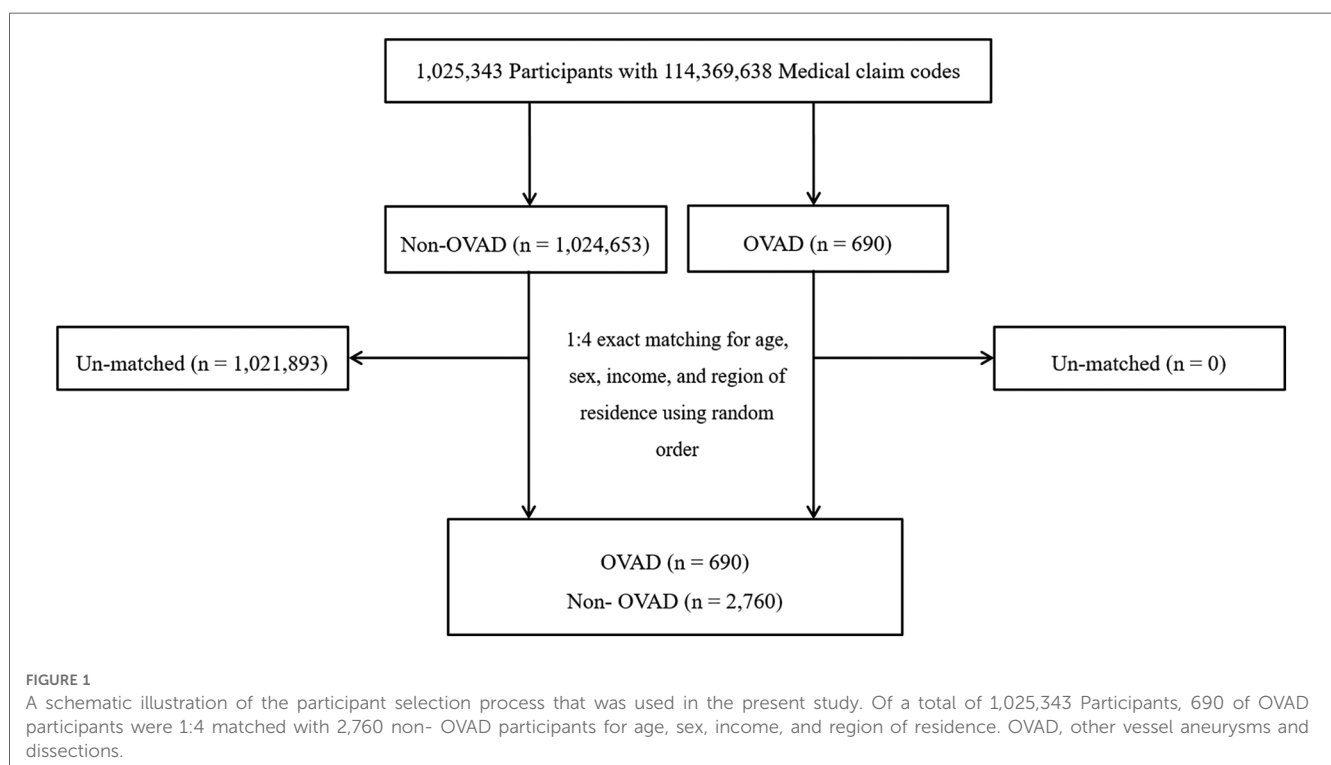 1,025,343 Participants with 114,369,638 Medical claim codes
Non-OVAD (n = 1,024,653)
OVAD (n = 690)
Un-matched (n = 1,021,893)
1:4 exact matching for age,
sex, income, and region of
residence using random
order
Un-matched (n = 0)
OVAD (n = 690)
Non- OVAD (n = 2,760)
FIGURE 1
A schematic illustration of the participant selection process that was used in the present study. Of a total of 1,025,343 Participants, 690 of OVAD
participants were 1:4 matched with 2,760 non- OVAD participants for age, sex, income, and region of residence. OVAD, other vessel aneurysms and
dissections.